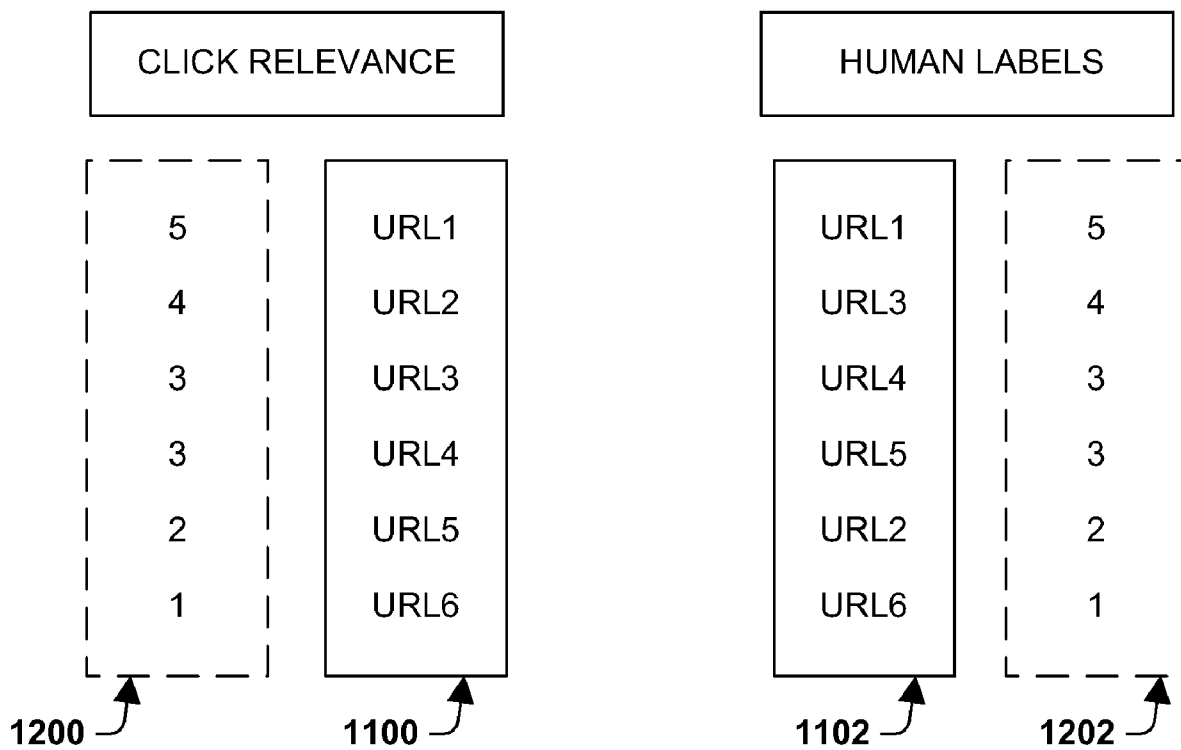 CLICK RELEVANCE HUMAN LABELS
5 URL1 URL1 5
4 URL2 URL3 4
3 URL3 URL4 3
3 URL4 URL5 3
2 URL5 URL2 2
1 URL6 URL6 1
1200 1100 1102 1202